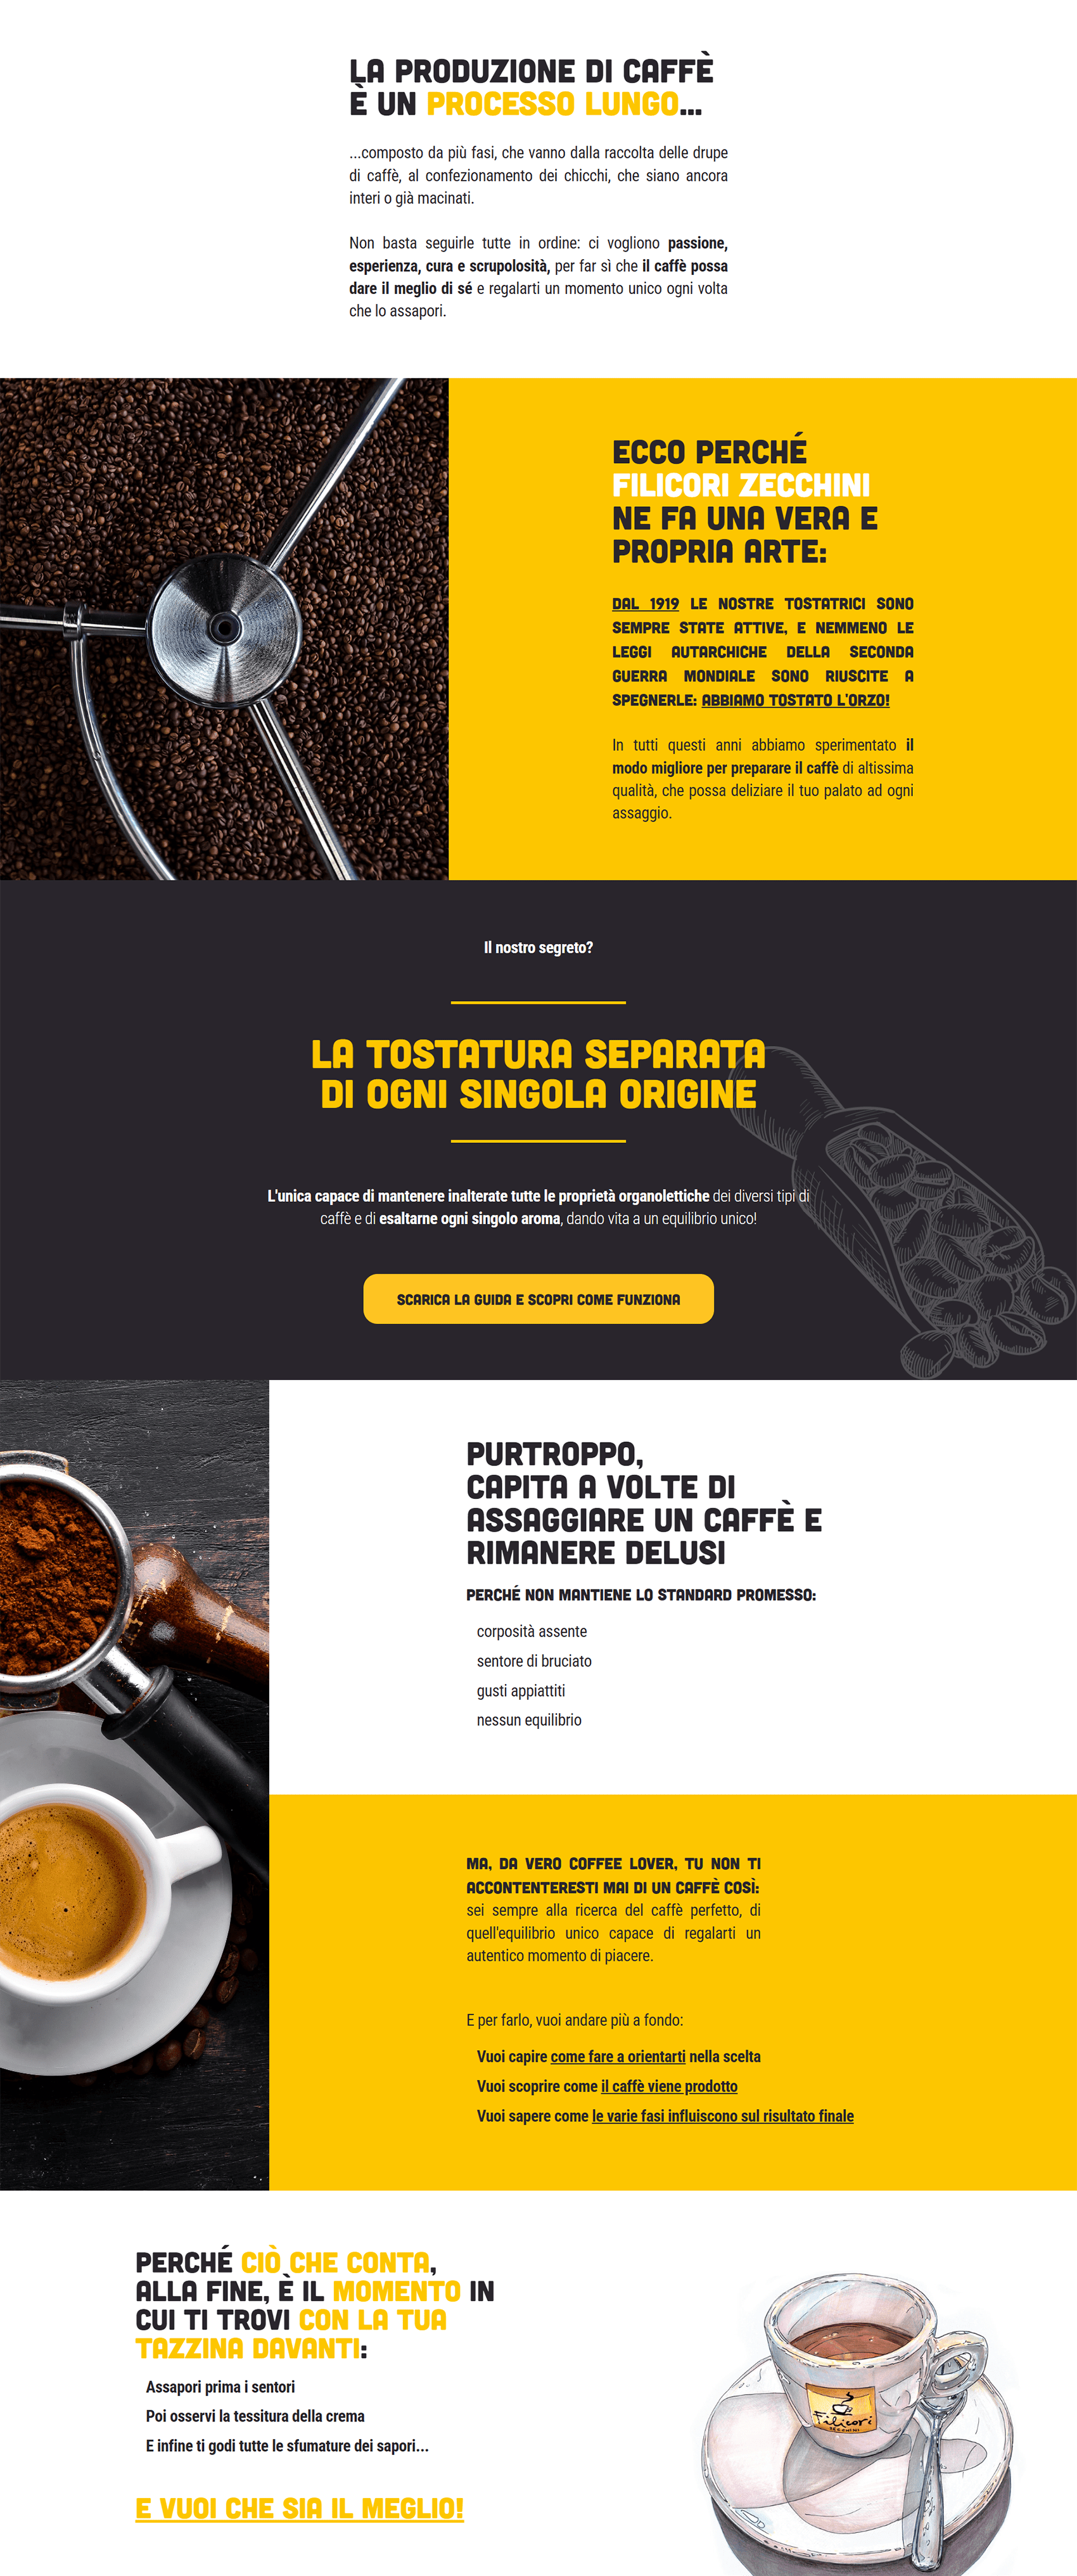 LA PRODUZIONE DI CAFFÈ
È UN PROCESSO LUNGO...
...composto da più fasi, che vanno dalla raccolta delle drupe
di caffè, al confezionamento dei chicchi, che siano ancora
interi o già macinati.
Non basta seguirle tutte in ordine: ci vogliono passione,
esperienza, cura e scrupolosità, per far sì che il caffè possa
dare il meglio di sé e regalarti un momento unico ogni volta
che lo assapori.
ECCO PERCHÉ
FILICORI ZECCHINI
NE FA UNA VERA E
PROPRIA ARTE:
DAL 1919 LE NOSTRE TOSTATRICI SONO
SEMPRE STATE ATTIVE, E NEMMENO LE
LEGGI AUTARCHICHE DELLA SECONDA
GUERRA MONDIALE SONO RIUSCITE A
SPEGNERLE: ABBIAMO TOSTATO L'ORZO!
In tutti questi anni abbiamo sperimentato il
modo migliore per preparare il caffè di altissima
qualità, che possa deliziare il tuo palato ad ogni
assaggio.
Il nostro segreto?
LA TOSTATURA SEPARATA
DI OGNI SINGOLA ORIGINE
L'unica capace di mantenere inalterate tutte le proprietà organolettiche dei diversi tipi di
caffè e di esaltarne ogni singolo aroma, dando vita a un equilibrio unico!
SCARICA LA GUIDA E SCOPRI COME FUNZIONA
PURTROPPO,
CAPITA A VOLTE DI
ASSAGGIARE UN CAFFÈ E
RIMANERE DELUSI
PERCHÉ NON MANTIENE LO STANDARD PROMESSO:
corposità assente
sentore di bruciato
gusti appiattiti
nessun equilibrio
MA, DA VERO COFFEE LOVER, TU NON TI
ACCONTENTERESTI MAI DI UN CAFFÈ COSÌ:
sei sempre alla ricerca del caffè perfetto, di
quell'equilibrio unico capace di regalarti un
autentico momento di piacere.
E per farlo, vuoi andare più a fondo:
Vuoi capire come fare a orientarti nella scelta
Vuoi scoprire come il caffè viene prodotto
Vuoi sapere come le varie fasi influiscono sul risultato finale
PERCHÉ CIÒ CHE CONTA,
ALLA FINE, È IL MOMENTO IN
CUI TI TROVI CON LA TUA
TAZZINA DAVANTI:
Assapori prima i sentori
Poi osservi la tessitura della crema
E infine ti godi tutte le sfumature dei sapori...
Filicori
E VUOI CHE SIA IL MEGLIO!